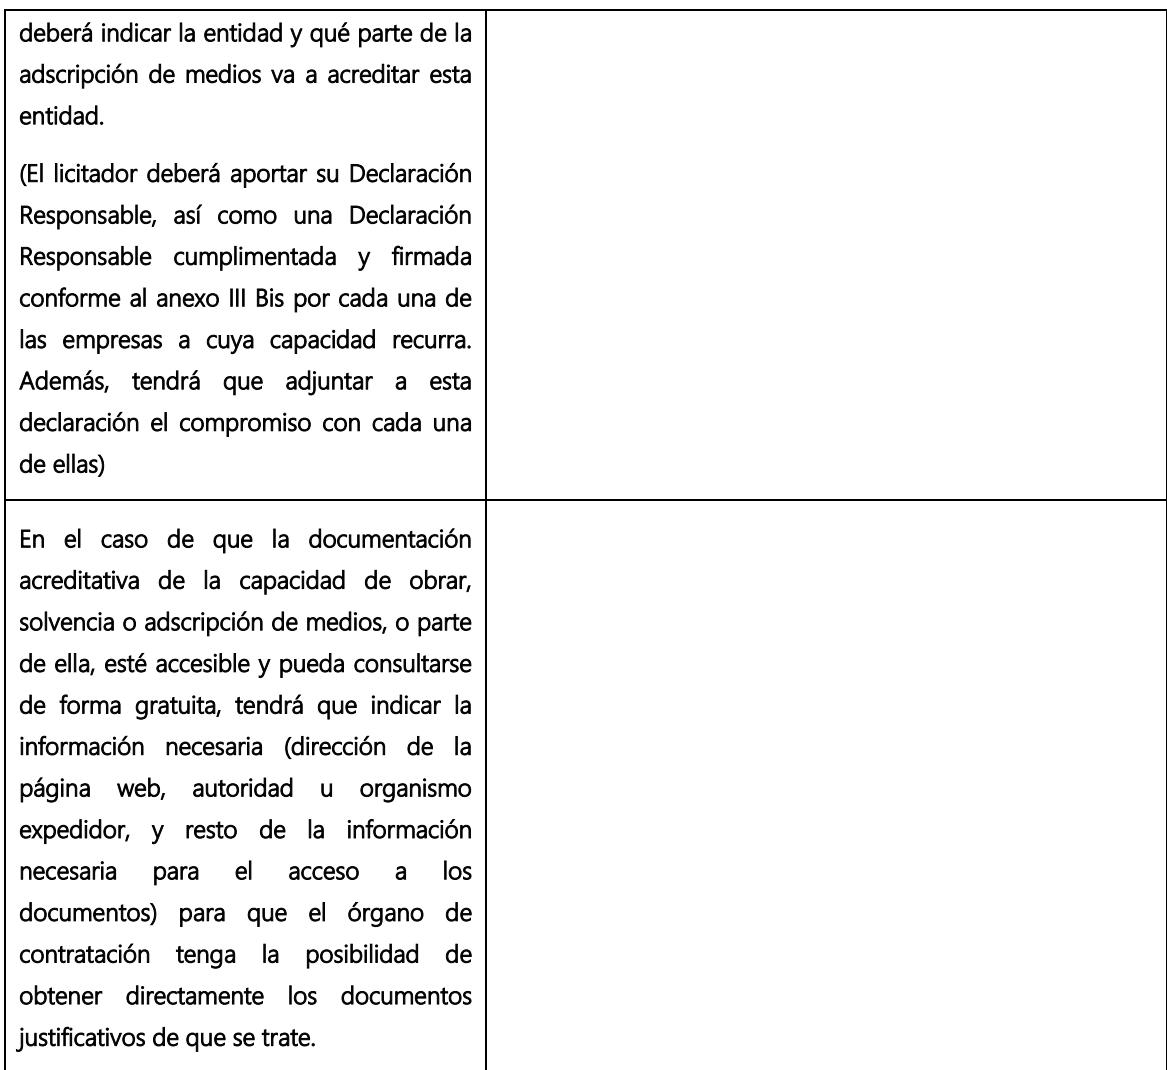 deberá indicar la entidad y qué parte de la
adscripción de medios va a acreditar esta
entidad.
(El licitador deberá aportar su Declaración
Responsable, así como una Declaración
Responsable cumplimentada y firmada
conforme al anexo III Bis por cada una de
las empresas a cuya capacidad recurra.
Además, tendrá que adjuntar a esta
declaración el compromiso con cada una
de ellas)
En el caso de que la documentación
acreditativa de la capacidad de obrar,
solvencia o adscripción de medios, o parte
de ella, esté accesible y pueda consultarse
de forma gratuita, tendrá que indicar la
información necesaria (dirección de la
página web, autoridad u organismo
expedidor, y resto de la información
necesaria para el acceso a los
documentos) para que el órgano de
contratación tenga la posibilidad de
obtener directamente los documentos
justificativos de que se trate.